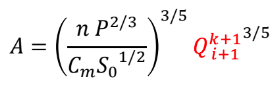 A = (n P^{2/3} / C_m S_0^{1/2})^{3/5} Q_{i+1}^{k+1 3/5}